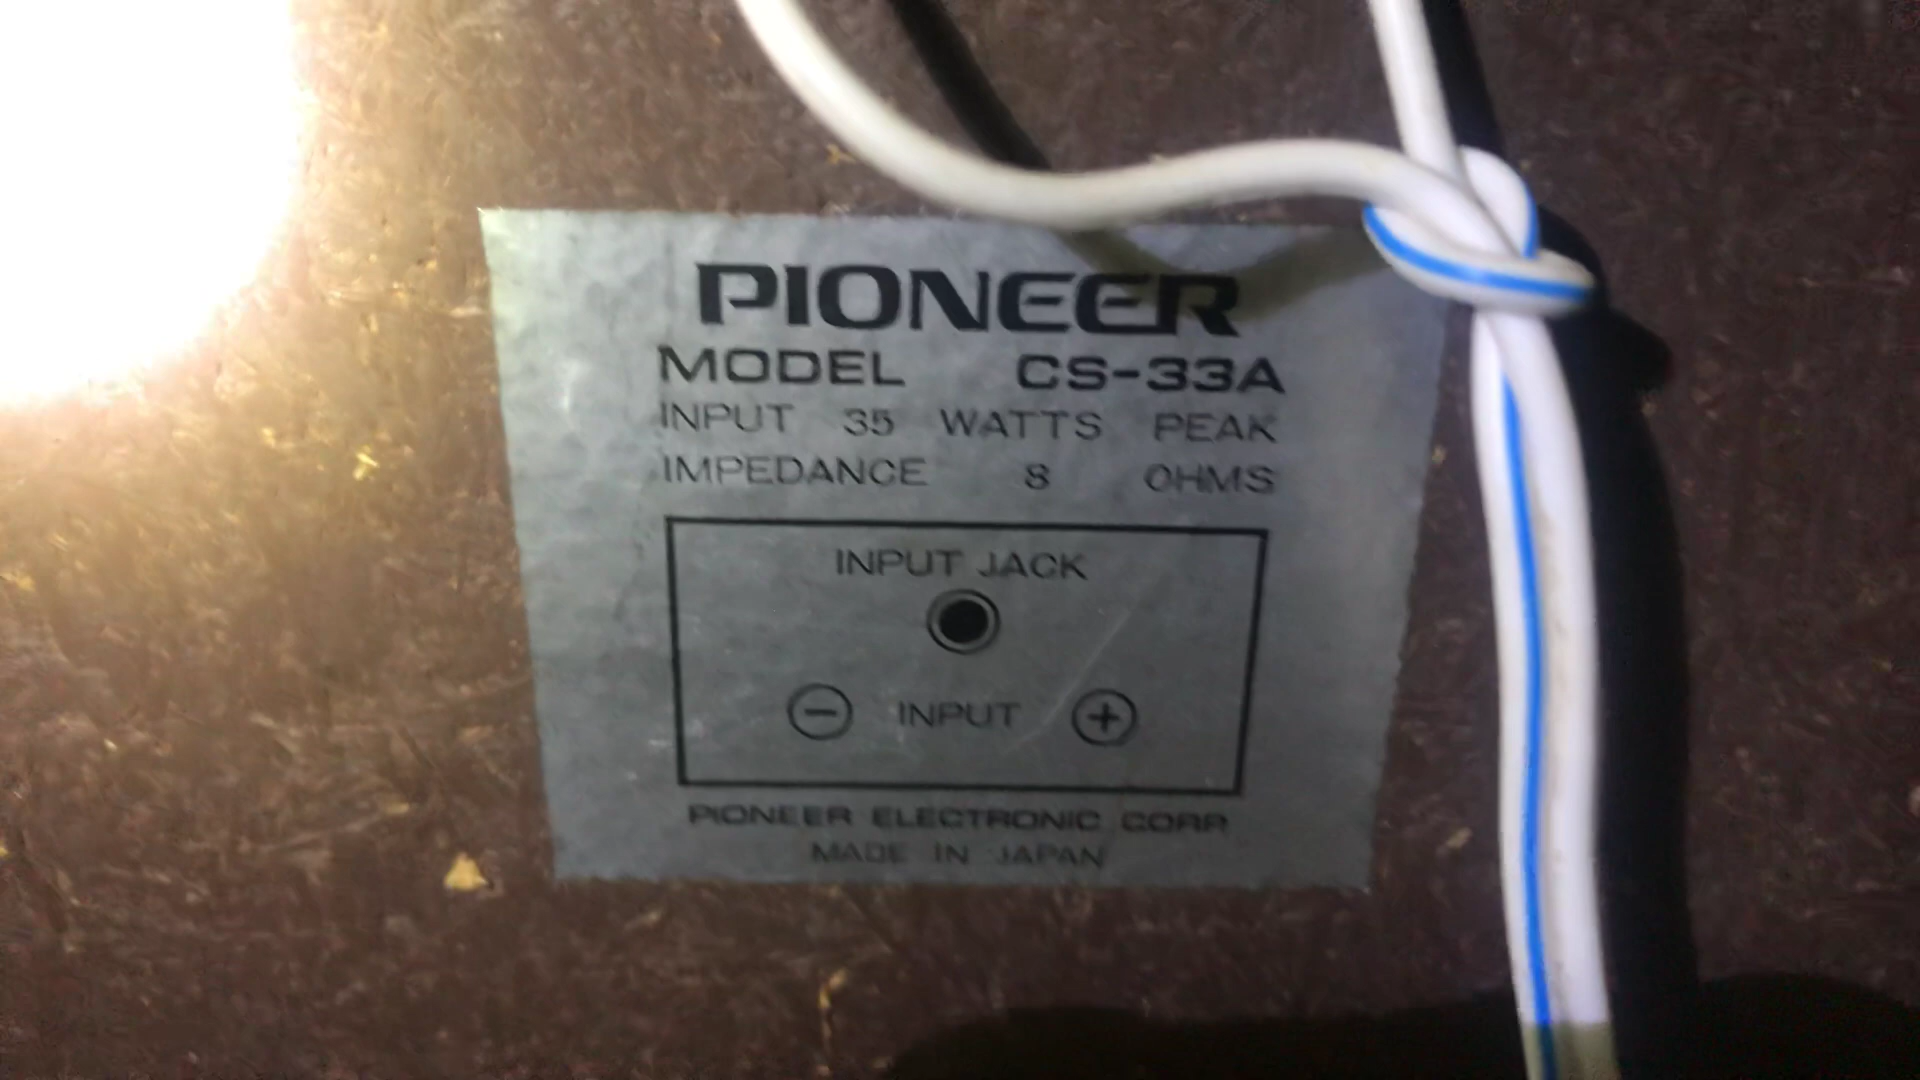 PIONEER
MODEL CS-33A
INPUT 35 WATTS PEAK
IMPEDANCE 8 OHMS
INPUT JACK
− INPUT +
PIONEER ELECTRONIC CORP.
MADE IN JAPAN